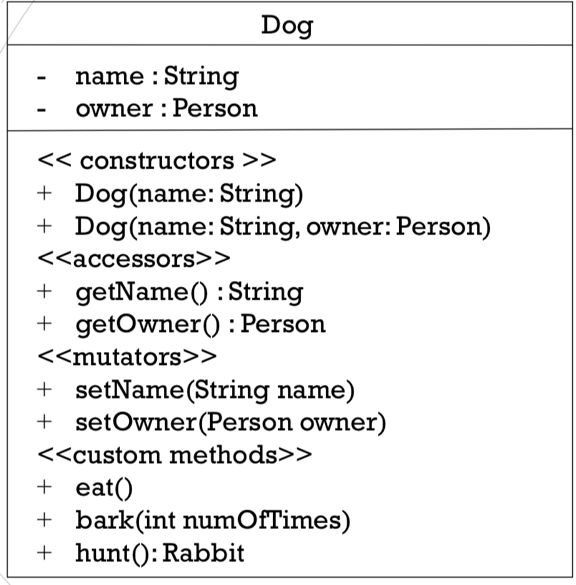 Dog
- name : String
- owner : Person
<< constructors >>
+ Dog(name: String)
+ Dog(name: String, owner: Person)
<<accessors>>
+ getName() : String
+ getOwner() : Person
<<mutators>>
+ setName(String name)
+ setOwner(Person owner)
<<custom methods>>
+ eat()
+ bark(int numOfTimes)
+ hunt(): Rabbit